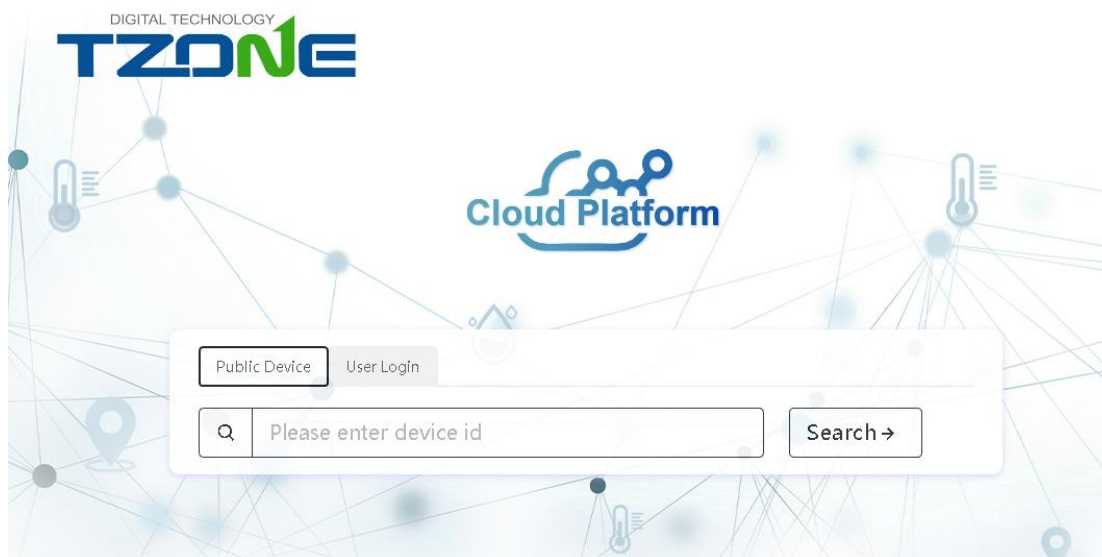 DIGITAL TECHNOLOGY
TZONE
Cloud Platform
Public Device
User Login
Please enter device id
Search→